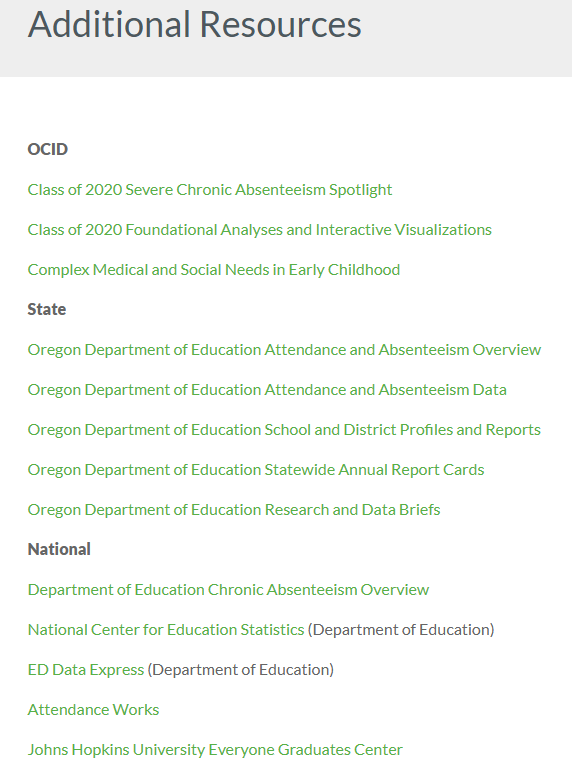 Additional Resources
OCID
Class of 2020 Severe Chronic Absenteeism Spotlight
Class of 2020 Foundational Analyses and Interactive Visualizations
Complex Medical and Social Needs in Early Childhood
State
Oregon Department of Education Attendance and Absenteeism Overview
Oregon Department of Education Attendance and Absenteeism Data
Oregon Department of Education School and District Profiles and Reports
Oregon Department of Education Statewide Annual Report Cards
Oregon Department of Education Research and Data Briefs
National
Department of Education Chronic Absenteeism Overview
National Center for Education Statistics (Department of Education)
ED Data Express (Department of Education)
Attendance Works
Johns Hopkins University Everyone Graduates Center